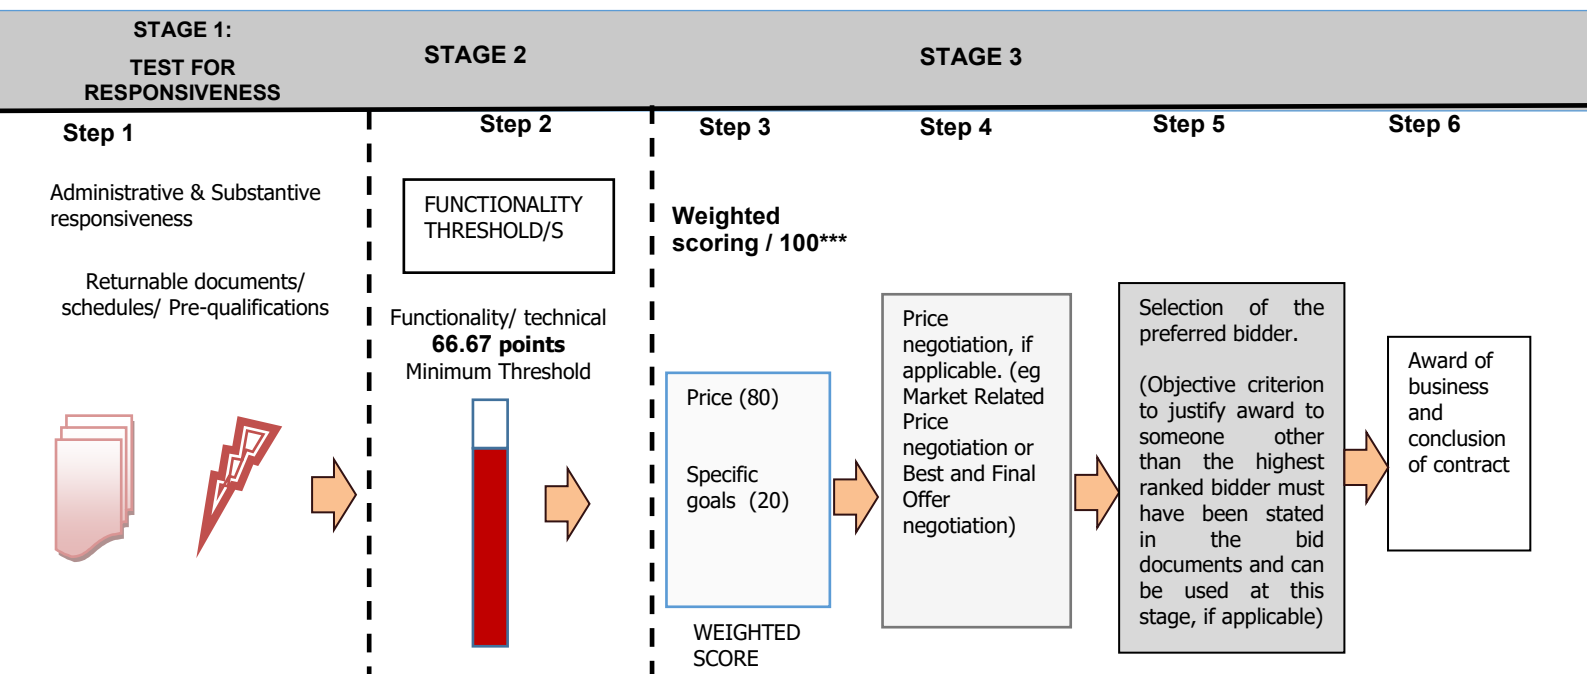 STAGE 1:
TEST FOR
RESPONSIVENESS
STAGE 2
STAGE 3
Step 1
Step 2
Step 3
Step 4
Step 5
Step 6
Administrative & Substantive
responsiveness
Returnable documents/
schedules/ Pre-qualifications
FUNCTIONALITY
THRESHOLD/S
Functionality/ technical
66.67 points
Minimum Threshold
Weighted
scoring / 100***
Price (80)
Specific
goals (20)
WEIGHTED
SCORE
Price
negotiation, if
applicable. (eg
Market Related
Price
negotiation or
Best and Final
Offer
negotiation)
Selection of the
preferred bidder.
(Objective criterion
to justify award to
someone other
than the highest
ranked bidder must
have been stated
in the bid
documents and can
be used at this
stage, if applicable)
Award of
business
and
conclusion
of contract